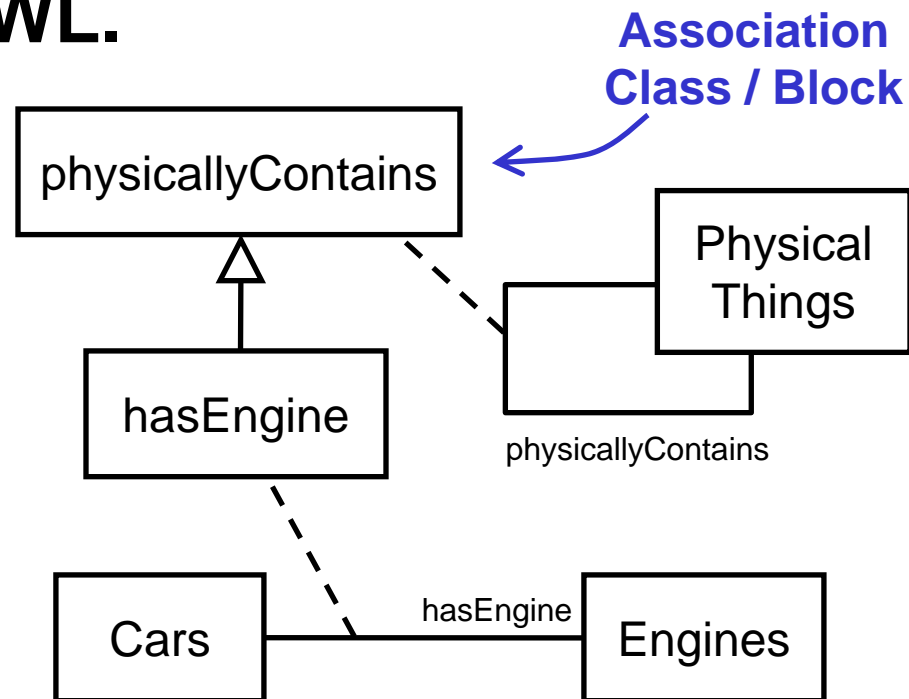 WL.
Association
Class / Block
physicallyContains
Physical
Things
hasEngine
physicallyContains
hasEngine
Cars
Engines